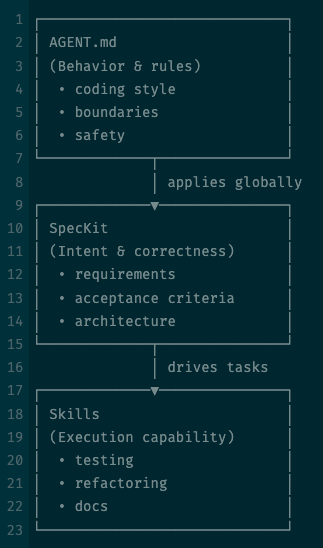 1
2 AGENT.md
3 (Behavior & rules)
4 • coding style
5 • boundaries
6 • safety
7
8 applies globally
9
10 SpecKit
11 (Intent & correctness)
12 • requirements
13 • acceptance criteria
14 • architecture
15
16 drives tasks
17
18 Skills
19 (Execution capability)
20 • testing
21 • refactoring
22 • docs
23